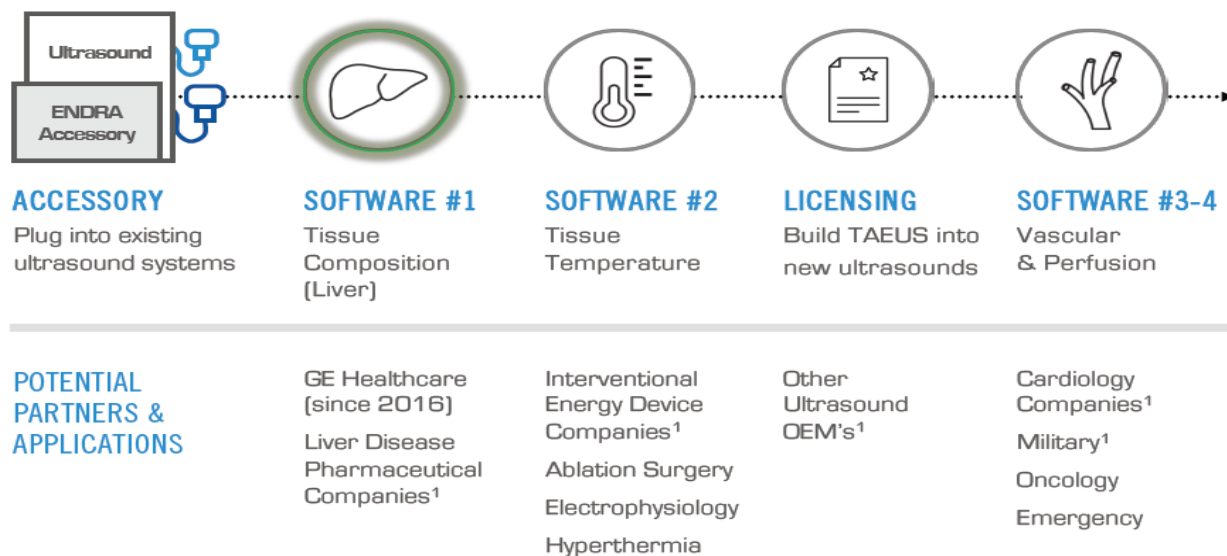 Ultrasound
ENDRA
Accessory
ACCESSORY
Plug into existing
ultrasound systems
SOFTWARE #1
Tissue
Composition
(Liver)
SOFTWARE #2
Tissue
Temperature
LICENSING
Build TAEUS into
new ultrasounds
SOFTWARE #3-4
Vascular
& Perfusion
POTENTIAL
PARTNERS &
APPLICATIONS
GE Healthcare
(since 2016)
Liver Disease
Pharmaceutical
Companies¹
Interventional
Energy Device
Companies¹
Ablation Surgery
Electrophysiology
Hyperthermia
Other
Ultrasound
OEM's¹
Cardiology
Companies¹
Military¹
Oncology
Emergency